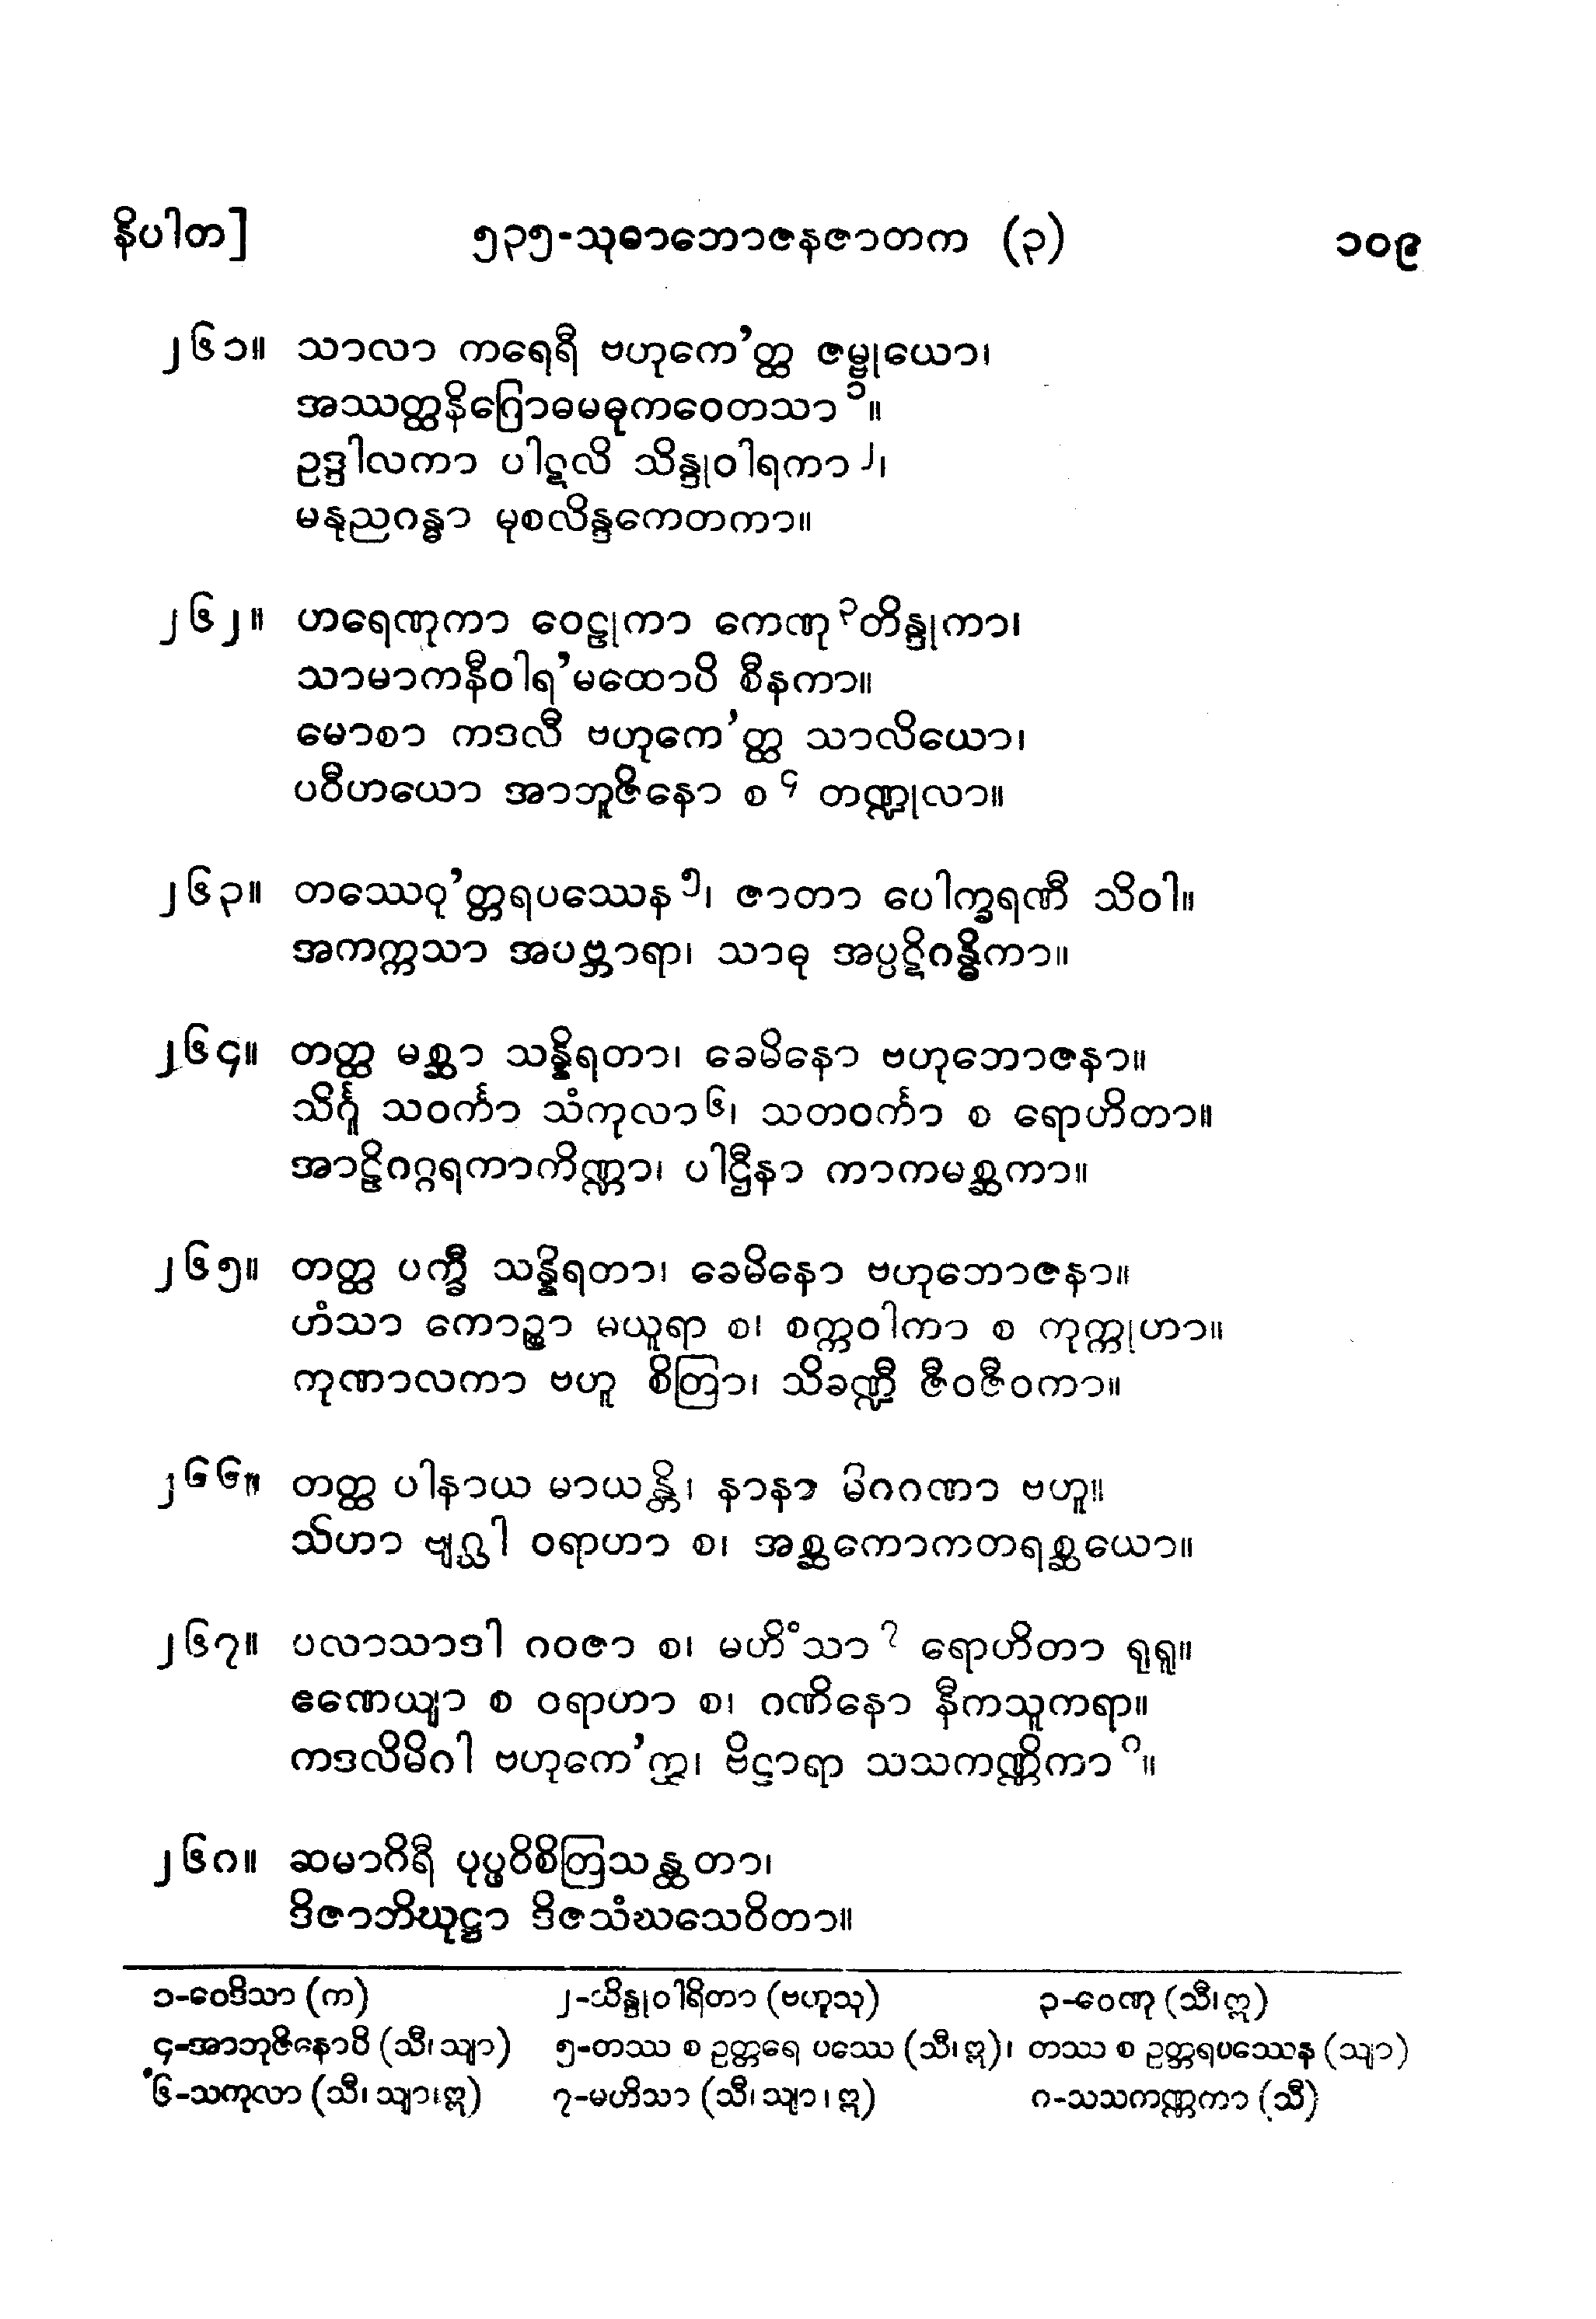 နိပါတ] ၅၃၅-သုဓာဘောဇနဇာတက (၃) ၁၀၉
၂၆၁။ သာလာ ကရေရီ ဗဟုကေ’တ္ထ ဇမ္ဗုယော၊
အဿတ္ထနိဂြောဓမဓုကဝေတသာ ၁။
ဥဒ္ဒါလကာ ပါဋလိ သိန္ဒုဝါရကာ ၂၊
မနုညဂန္ဓာ မုစလိန္ဒကေတကာ။
၂၆၂။ ဟရေဏုကာ ဝေဠုကာ ကေဏု ၃တိန္ဒုကာ၊
သာမာကနီဝါရ’မထောပိ စီနကာ။
မောစာ ကဒလီ ဗဟုကေ’တ္ထ သာလိယော၊
ပဝီဟယော အာဘူဇိနော စ ၄ တဏ္ဍုလာ။
၂၆၃။ တဿေဝု’တ္တရပဿေန ၅၊ ဇာတာ ပေါက္ခရဏီ သိဝါ။
အကက္ကသာ အပဗ္ဘာရာ၊ သာဓု အပ္ပဋိဂန္ဓိကာ။
၂၆၄။ တတ္ထ မစ္ဆာ သန္နိရတာ၊ ခေမိနော ဗဟုဘောဇနာ။
သိင်္ဂူ သဝင်္ကာ သံကုလာ ၆၊ သတဝင်္ကာ စ ရောဟိတာ။
အာဠိဂဂ္ဂရကာကိဏ္ဏာ၊ ပါဌီနာ ကာကမစ္ဆကာ။
၂၆၅။ တတ္ထ ပက္ခီ သန္နိရတာ၊ ခေမိနော ဗဟုဘောဇနာ။
ဟံသာ ကောဉ္စာ မယူရာ စ၊ စက္ကဝါကာ စ ကုက္ကုဟာ။
ကုဏာလကာ ဗဟူ စိတြာ၊ သိခဏ္ဍီ ဇီဝဇီဝကာ။
၂၆၆။ တတ္ထ ပါနာယ မာယန္တိ၊ နာနာ မိဂဂဏာ ဗဟူ။
သီဟာ ဗျဂ္ဃါ ဝရာဟာ စ၊ အစ္ဆကောကတရစ္ဆယော။
၂၆၇။ ပလာသာဒါ ဂဝဇာ စ၊ မဟိံသာ ၇ ရောဟိတာ ရုရူ။
ဧဏေယျာ စ ဝရာဟာ စ၊ ဂဏိနော နီကသူကရာ။
ကဒလိမိဂါ ဗဟုကေ’တ္ထ၊ ဗိဠာရာ သသကဏ္ဏိကာ ၈။
၂၆၈။ ဆမာဂိရီ ပုပ္ဖဝိစိတြသန္ထတာ၊
ဒိဇာဘိဃုဋ္ဌာ ဒိဇသံဃသေဝိတာ။
၁-ဝေဒိသာ (က) ၂-သိန္ဒုဝါရိတာ (ဗဟူသု) ၃-ဝေဏု (သီ၊ ဣ)
၄-အာဘုဇိနောပိ (သီ၊ သျာ) ၅-တဿ စ ဥတ္တရေ ပဿေ (သီ၊ ဣ)၊ တဿ စ ဥတ္တရပဿေန (သျာ)
၆-သကုလာ (သီ၊ သျာ၊ ဣ) ၇-မဟိသာ (သီ၊ သျာ၊ ဣ) ၈-သသကဏ္ဏကာ (သီ)